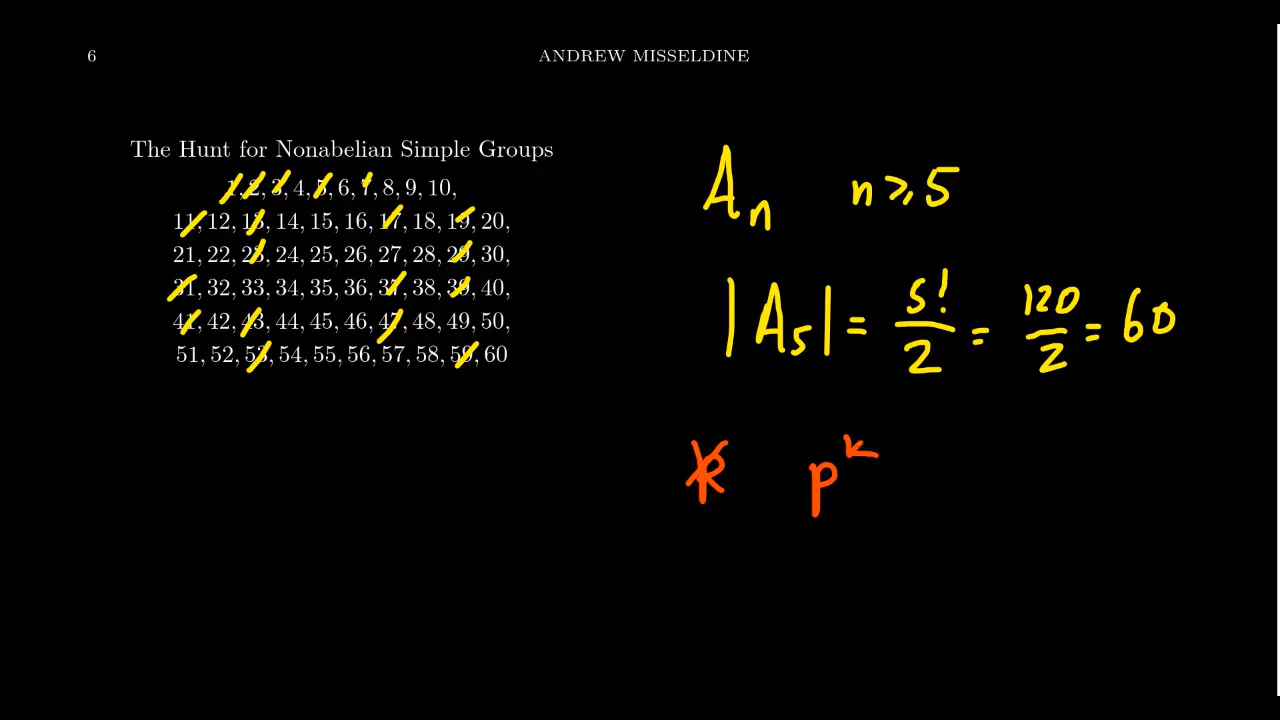 6 ANDREW MISSELDINE
The Hunt for Nonabelian Simple Groups
1, 2, 3, 4, 5, 6, 7, 8, 9, 10,
11, 12, 13, 14, 15, 16, 17, 18, 19, 20,
21, 22, 23, 24, 25, 26, 27, 28, 29, 30,
31, 32, 33, 34, 35, 36, 37, 38, 39, 40,
41, 42, 43, 44, 45, 46, 47, 48, 49, 50,
51, 52, 53, 54, 55, 56, 57, 58, 59, 60
Aₙ n ≥ 5
|A₅| = 5!/2 = 120/2 = 60
p pᵏ